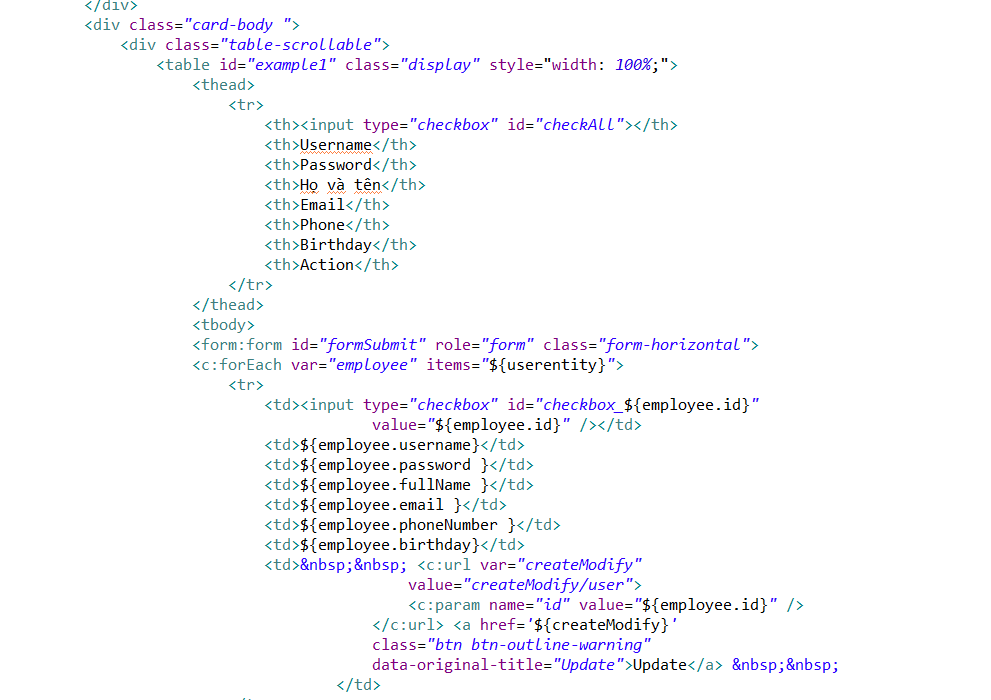 </div>
<div class="card-body ">
<div class="table-scrollable">
<table id="example1" class="display" style="width: 100%;">
<thead>
<tr>
<th><input type="checkbox" id="checkAll"></th>
<th>Username</th>
<th>Password</th>
<th>Họ và tên</th>
<th>Email</th>
<th>Phone</th>
<th>Birthday</th>
<th>Action</th>
</tr>
</thead>
<tbody>
<form:form id="formSubmit" role="form" class="form-horizontal">
<c:forEach var="employee" items="${userentity}">
<tr>
<td><input type="checkbox" id="checkbox_${employee.id}"
value="${employee.id}" /></td>
<td>${employee.username}</td>
<td>${employee.password }</td>
<td>${employee.fullName }</td>
<td>${employee.email }</td>
<td>${employee.phoneNumber }</td>
<td>${employee.birthday}</td>
<td>&nbsp;&nbsp; <c:url var="createModify"
value="createModify/user">
<c:param name="id" value="${employee.id}" />
</c:url> <a href='${createModify}'
class="btn btn-outline-warning"
data-original-title="Update">Update</a> &nbsp;&nbsp;
</td>